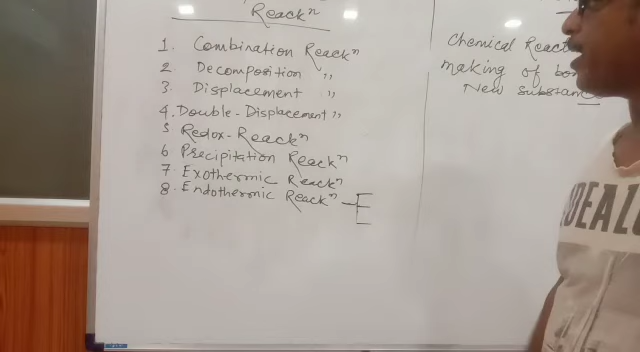 Reackⁿ
1. Combination Reackⁿ
2 Decomposition ,,
3. Displacement ,,
4. Double-Displacement ,,
5 Redox-Reackⁿ
6 Precipitation Reackⁿ
7 Exothermic Reackⁿ
8. Endothermic Reackⁿ
Chemical React
making of bo
New Substan
DEAL